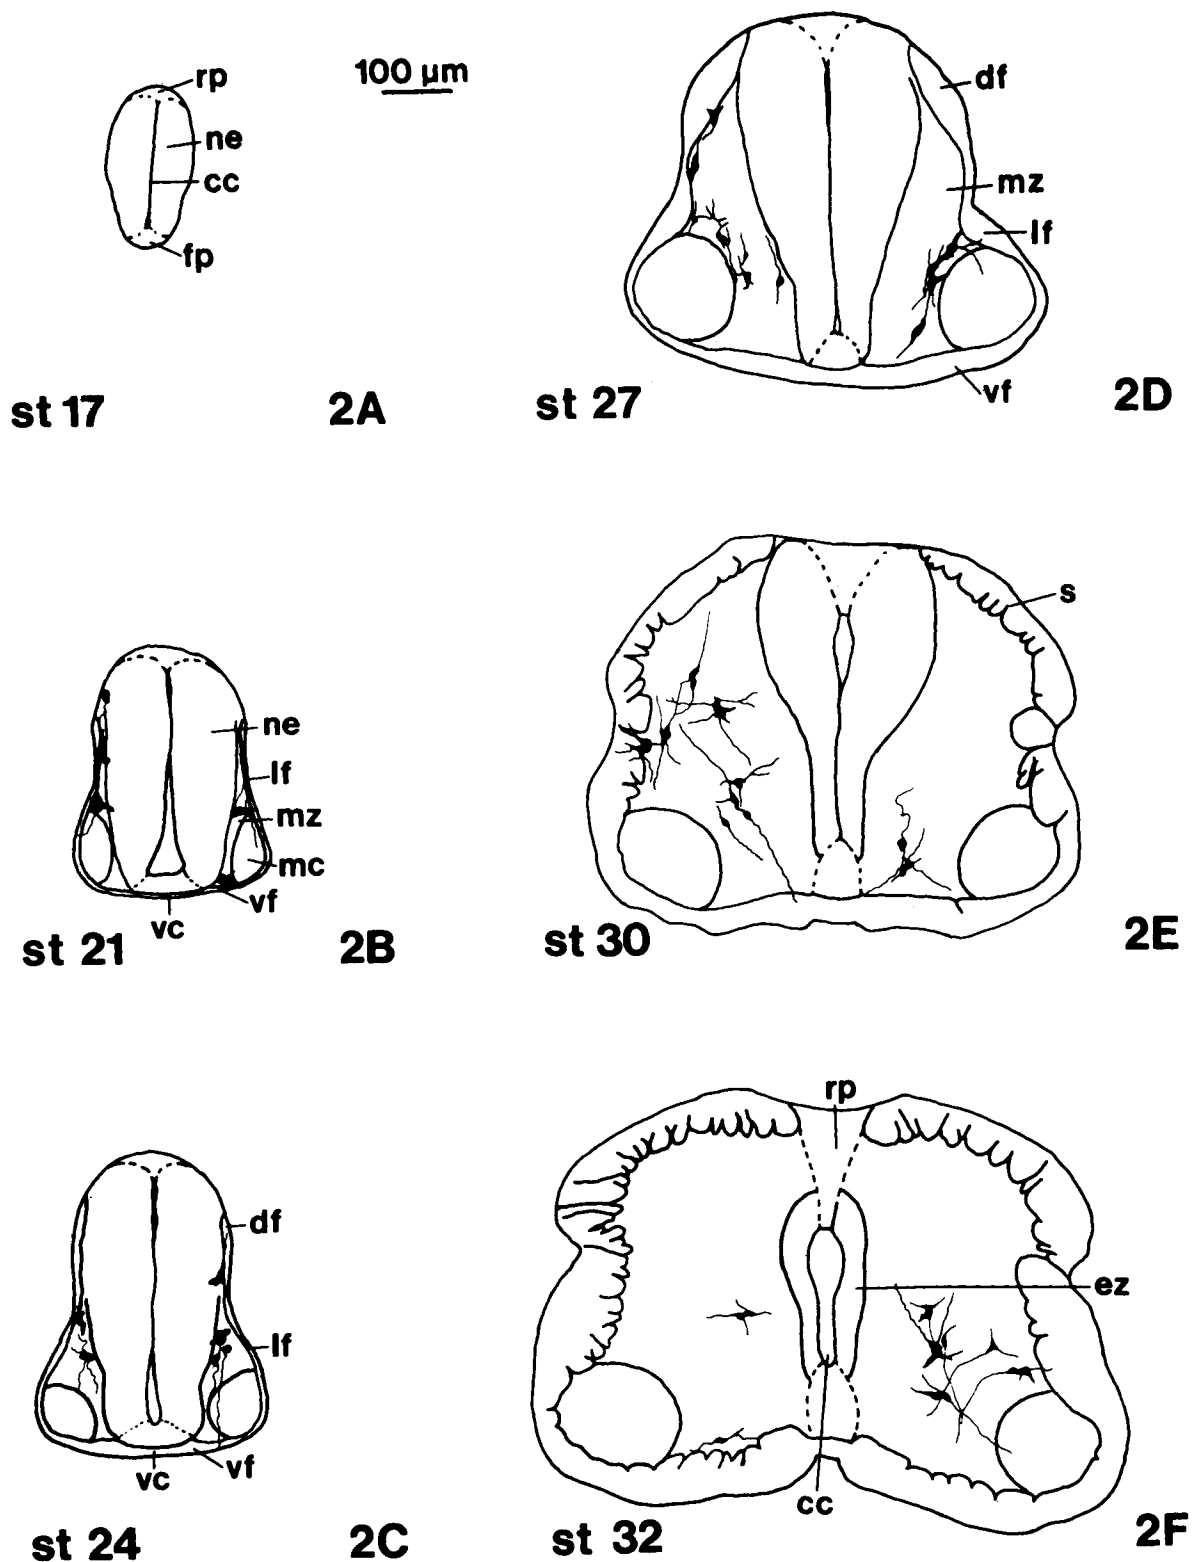 rp
100 µm
ne
cc
fp
st 17
2A
df
mz
lf
vf
st 27
2D
ne
lf
mz
mc
vf
vc
st 21
2B
s
st 30
2E
df
lf
vf
vc
st 24
2C
rp
ez
cc
st 32
2F